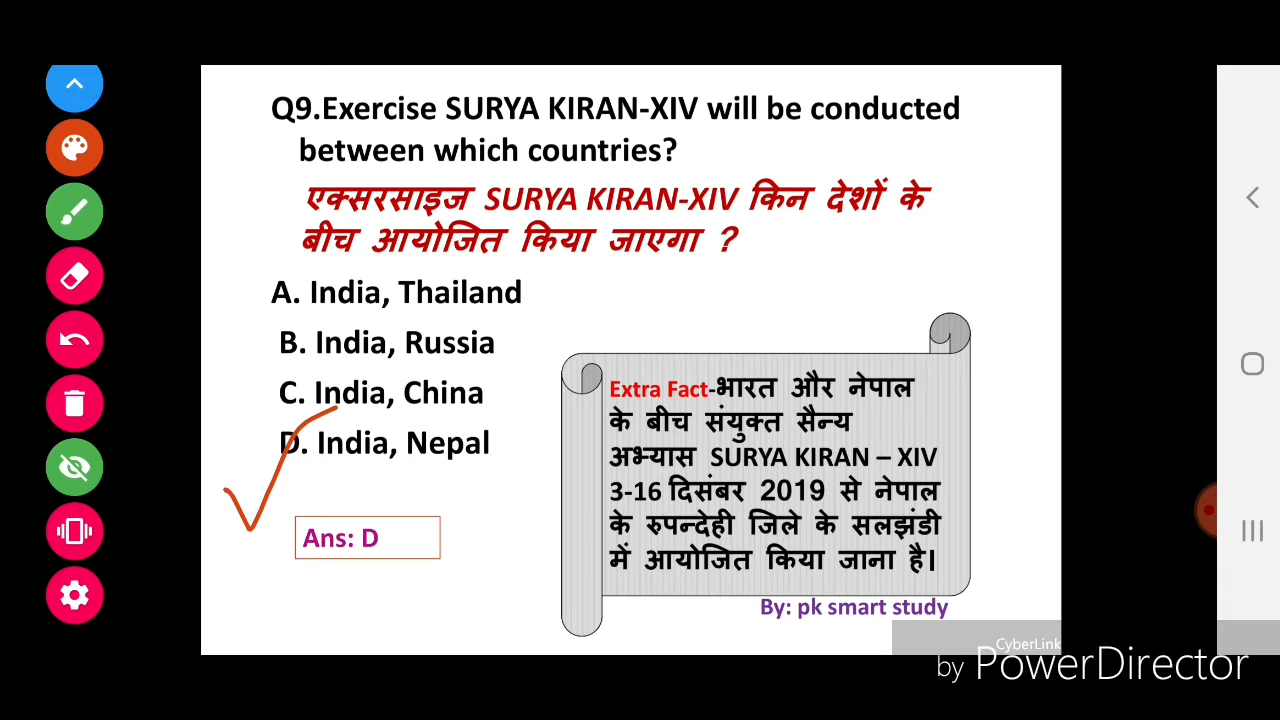 Q9.Exercise SURYA KIRAN-XIV will be conducted
between which countries?
एक्सरसाइज SURYA KIRAN-XIV किन देशों के
बीच आयोजित किया जाएगा ?
A. India, Thailand
B. India, Russia
C. India, China
D. India, Nepal
Ans: D
Extra Fact-भारत और नेपाल
के बीच संयुक्त सैन्य
अभ्यास SURYA KIRAN – XIV
3-16 दिसंबर 2019 से नेपाल
के रुपन्देही जिले के सलझंडी
में आयोजित किया जाना है।
By: pk smart study
CyberLink
by PowerDirector